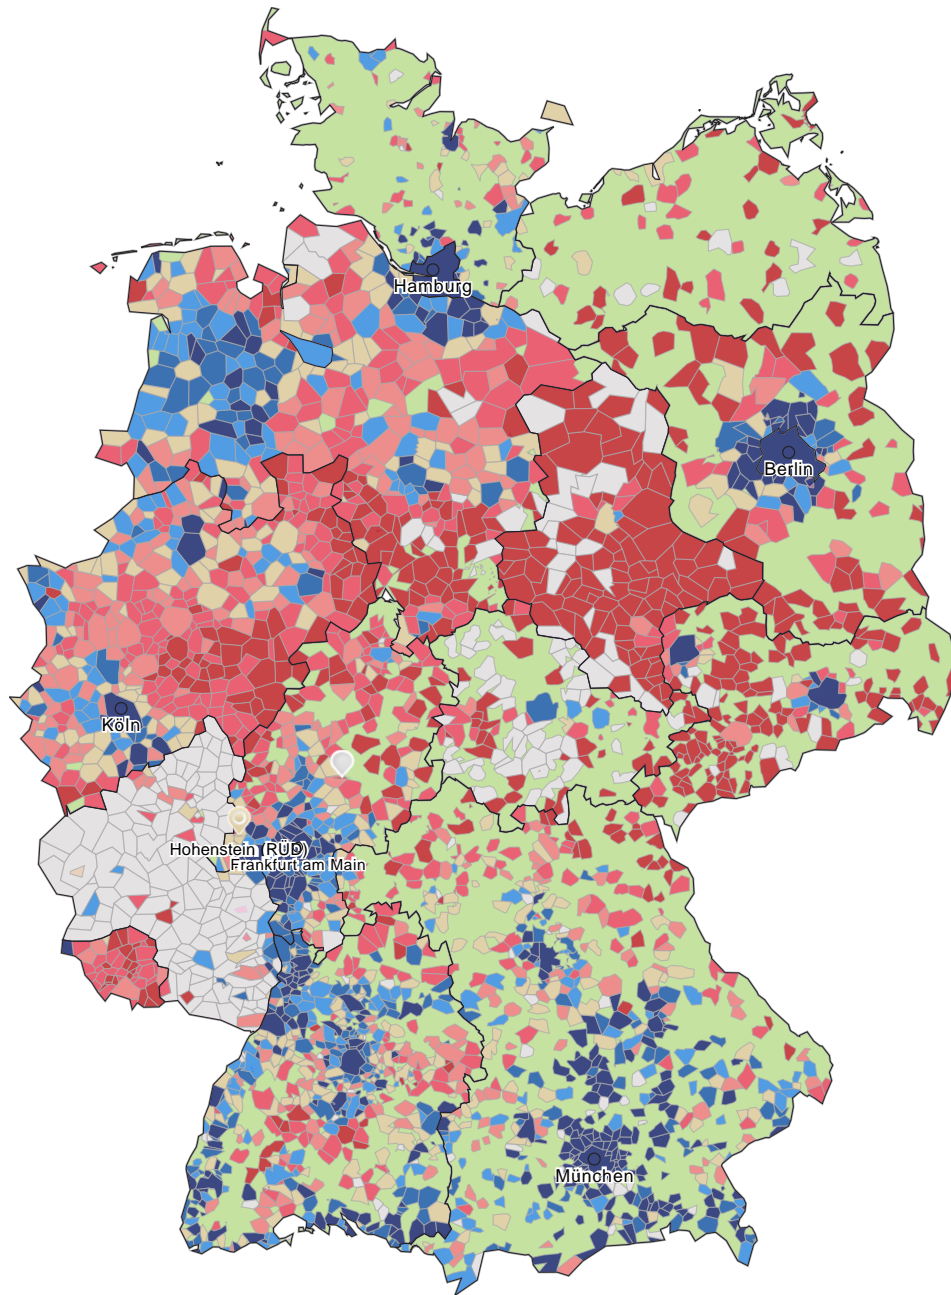 Hamburg
Berlin
Köln
Hohenstein (RÜD)
Frankfurt am Main
München